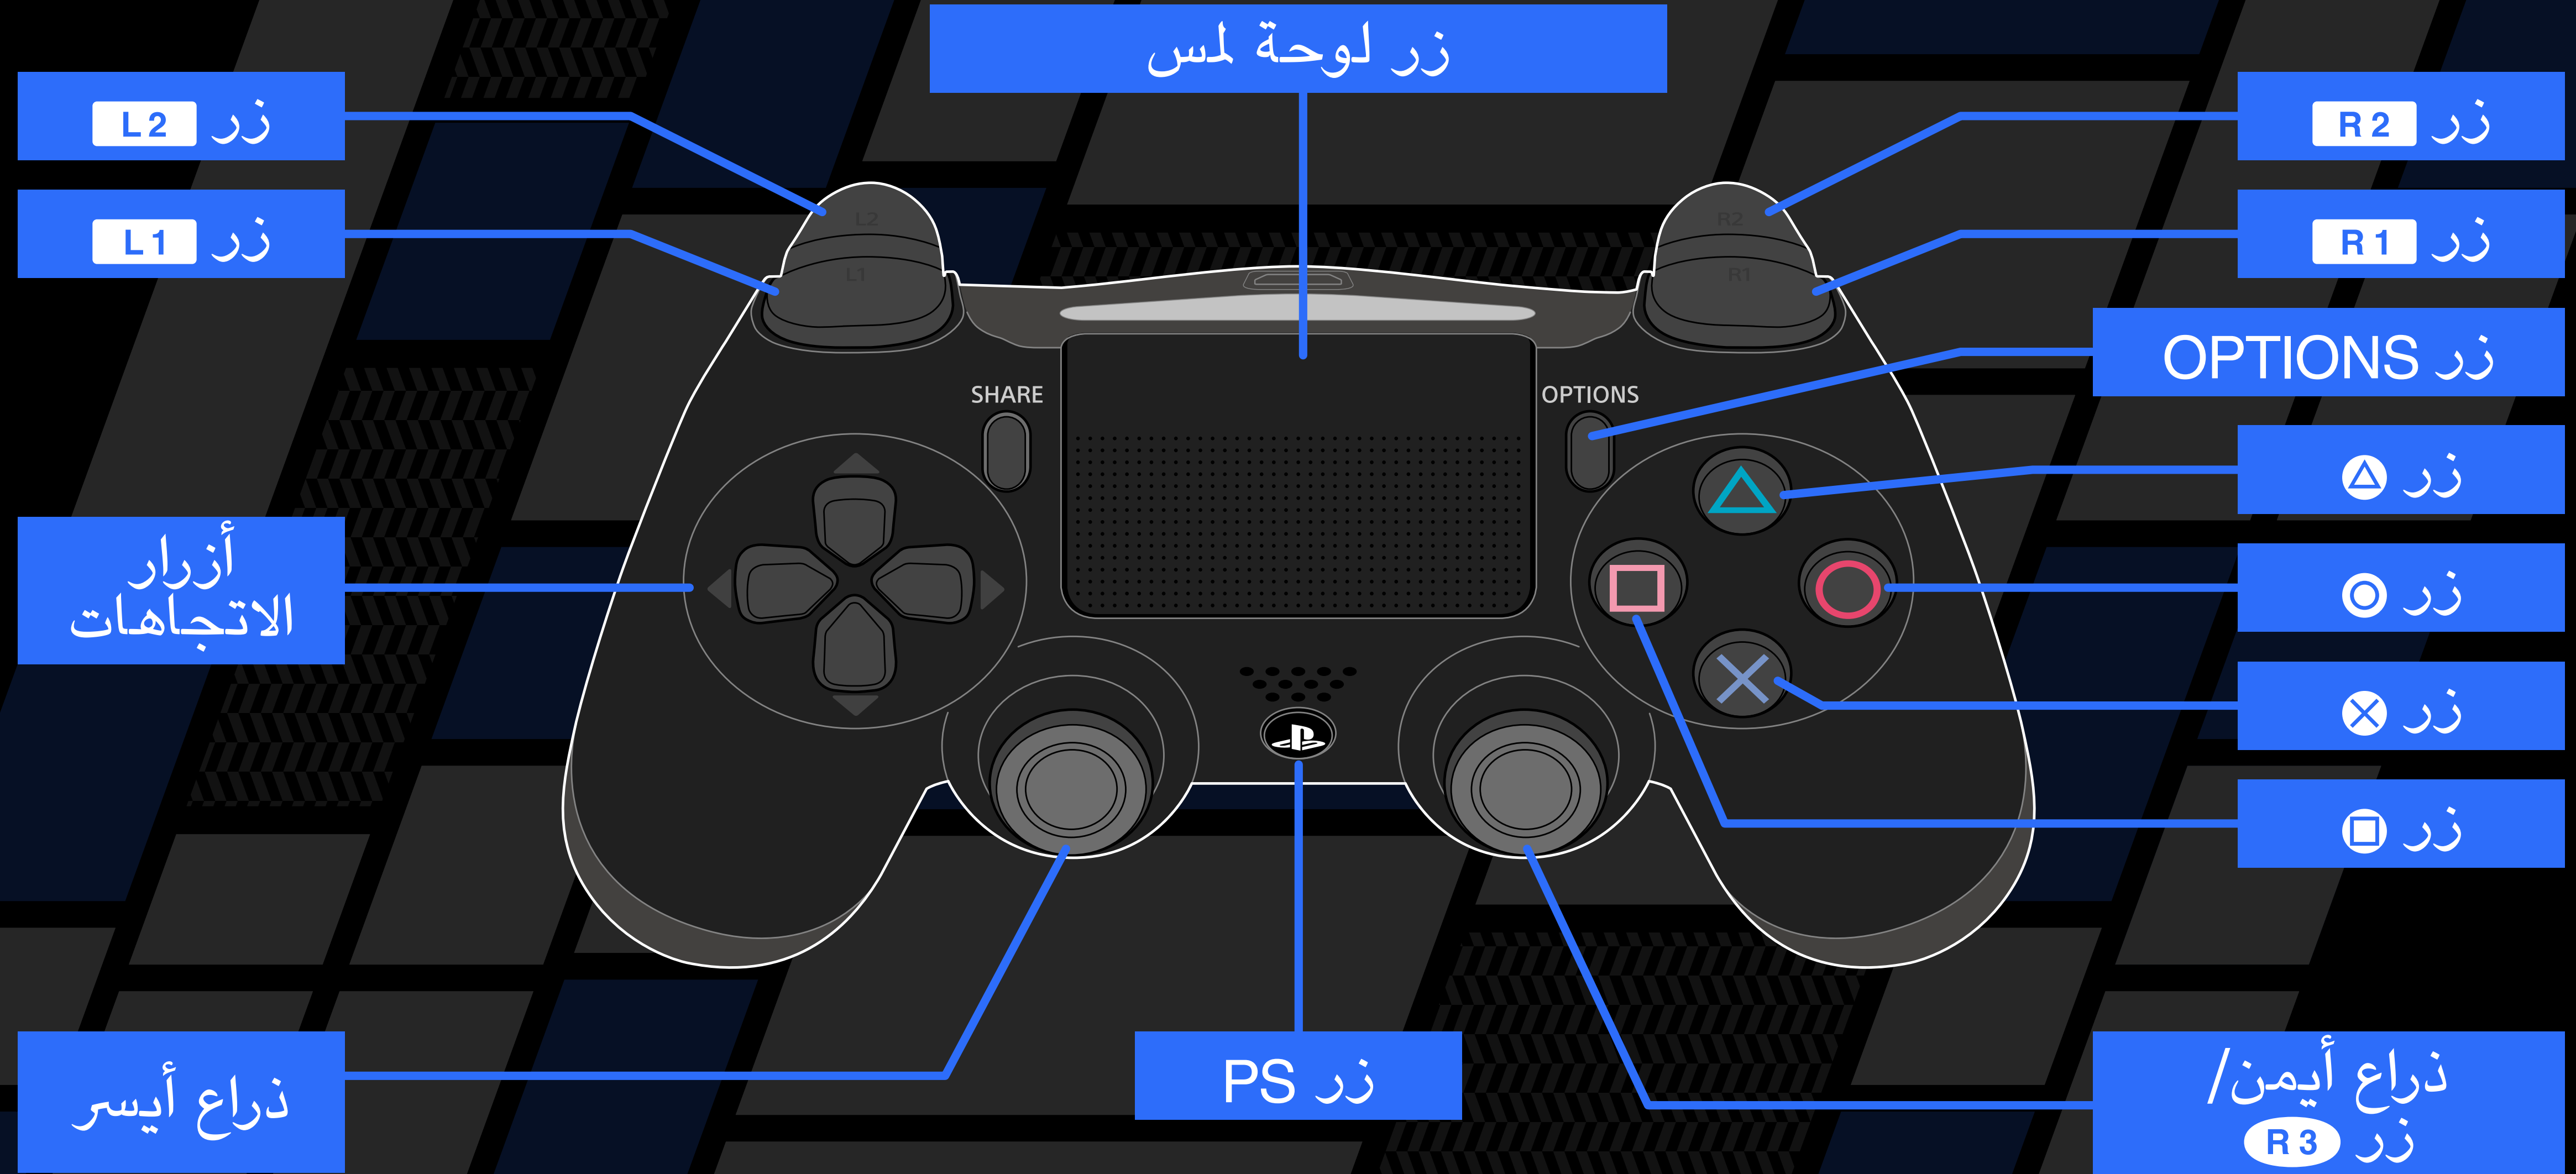 زر لوحة لمس
زر L2
زر R2
زر L1
زر R1
L2
R2
L1
R1
زر OPTIONS
SHARE
OPTIONS
زر △
أزرار
الاتجاهات
زر ◯
زر ✕
زر □
ذراع أيسر
زر PS
ذراع أيمن/
زر R3